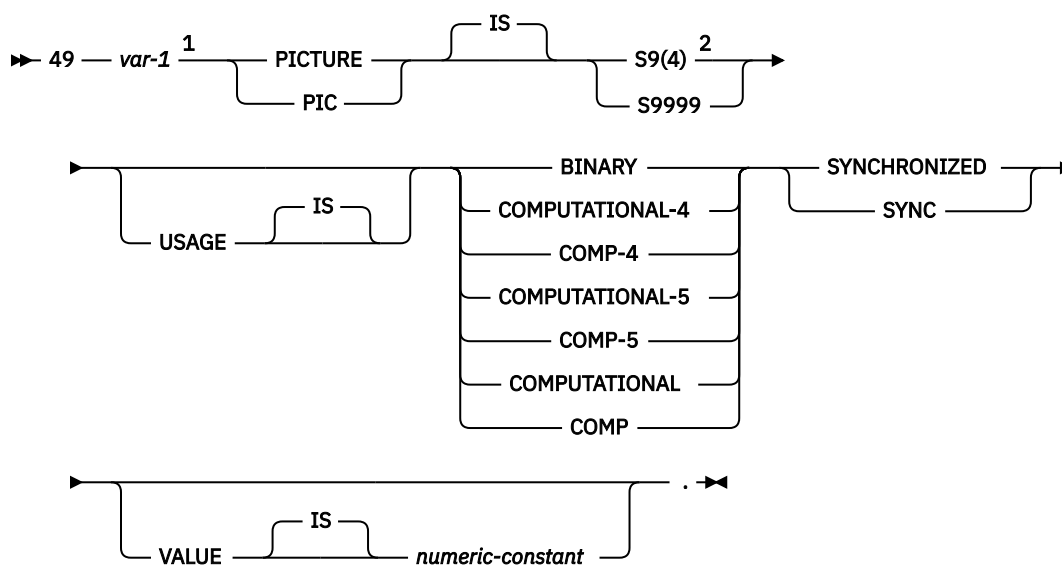 IS
49 var-1 1 PICTURE S9(4) 2
PIC S9999
BINARY SYNCHRONIZED
IS COMPUTATIONAL-4 SYNC
USAGE COMP-4
COMPUTATIONAL-5
COMP-5
COMPUTATIONAL
COMP
.
IS
VALUE numeric-constant